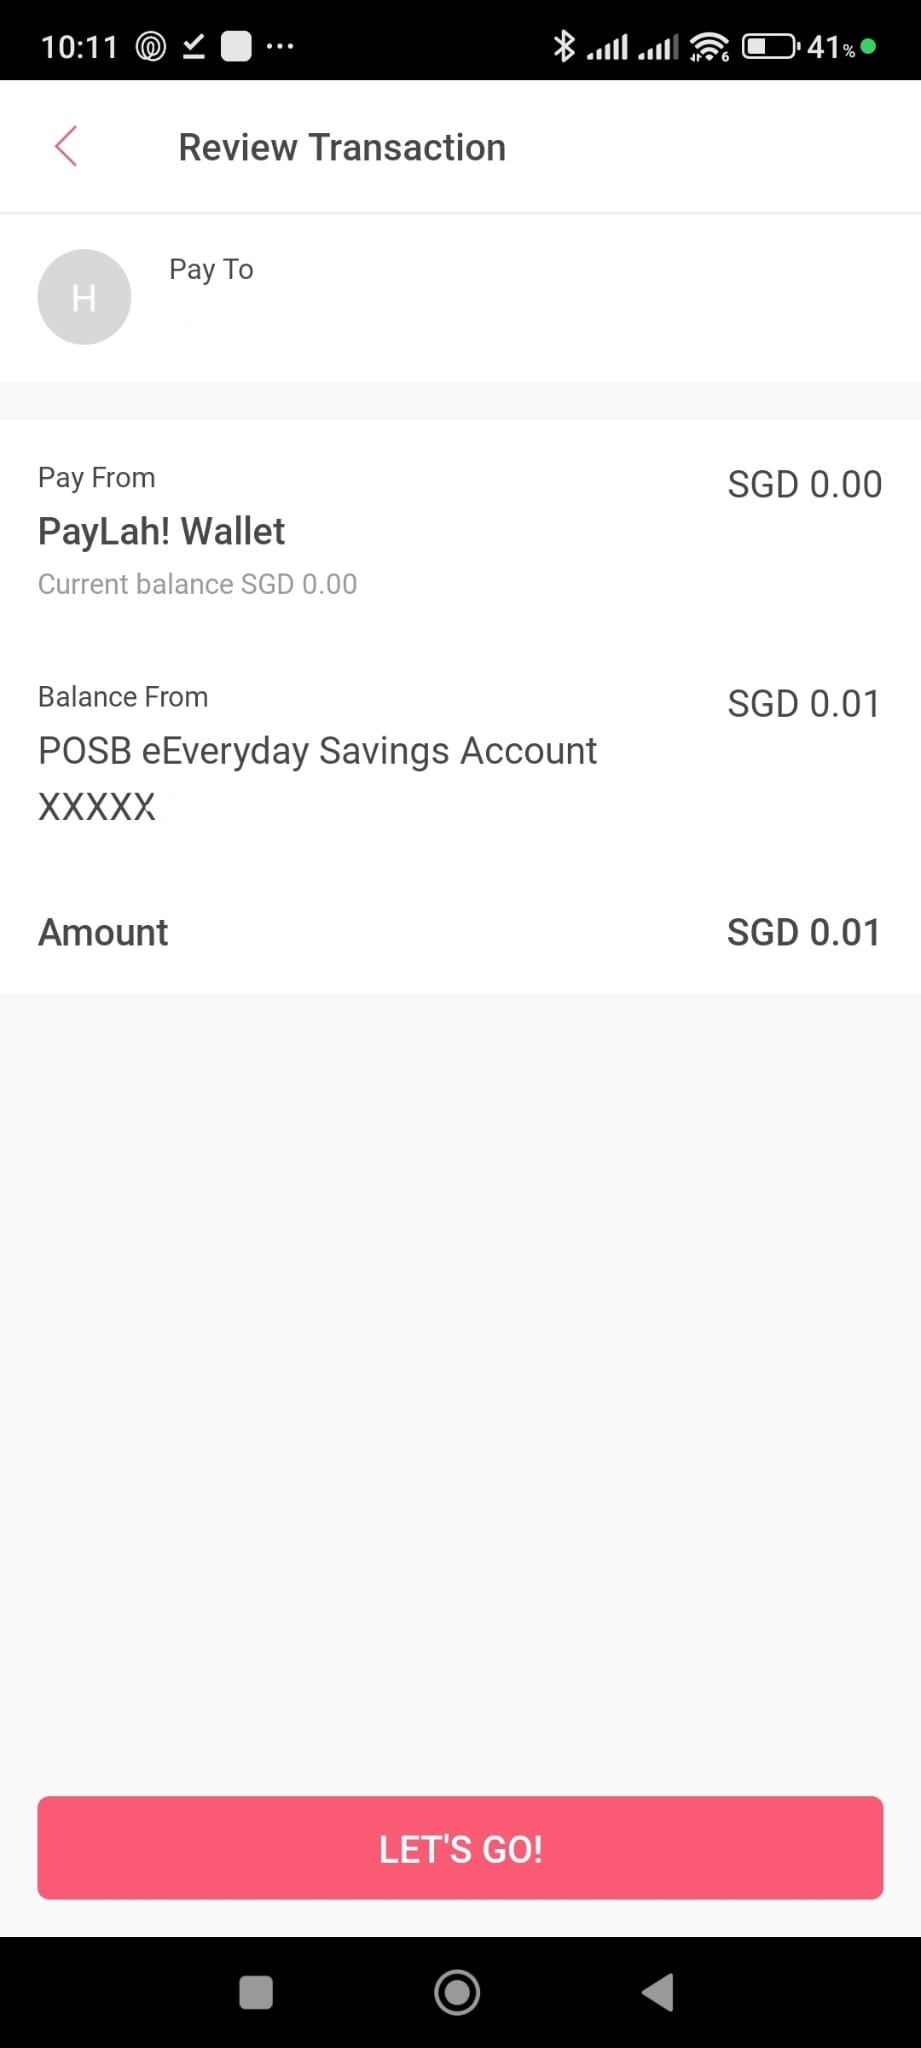 10:11 ... 6 41%
Review Transaction
H
Pay To
Pay From
SGD 0.00
PayLah! Wallet
Current balance SGD 0.00
Balance From
SGD 0.01
POSB eEveryday Savings Account
XXXXX
Amount
SGD 0.01
LET'S GO!